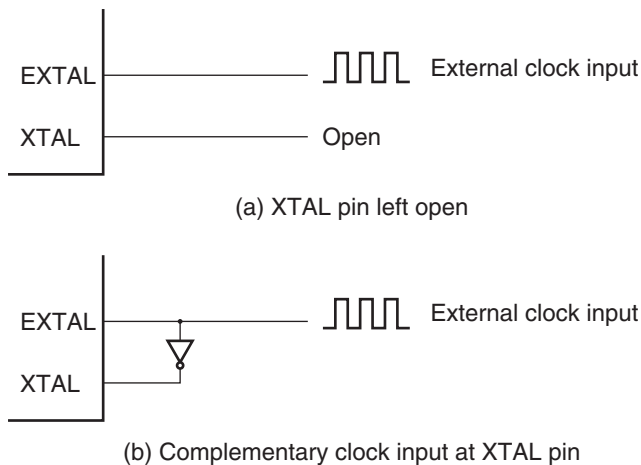 EXTAL External clock input
XTAL Open
(a) XTAL pin left open
EXTAL External clock input
XTAL
(b) Complementary clock input at XTAL pin